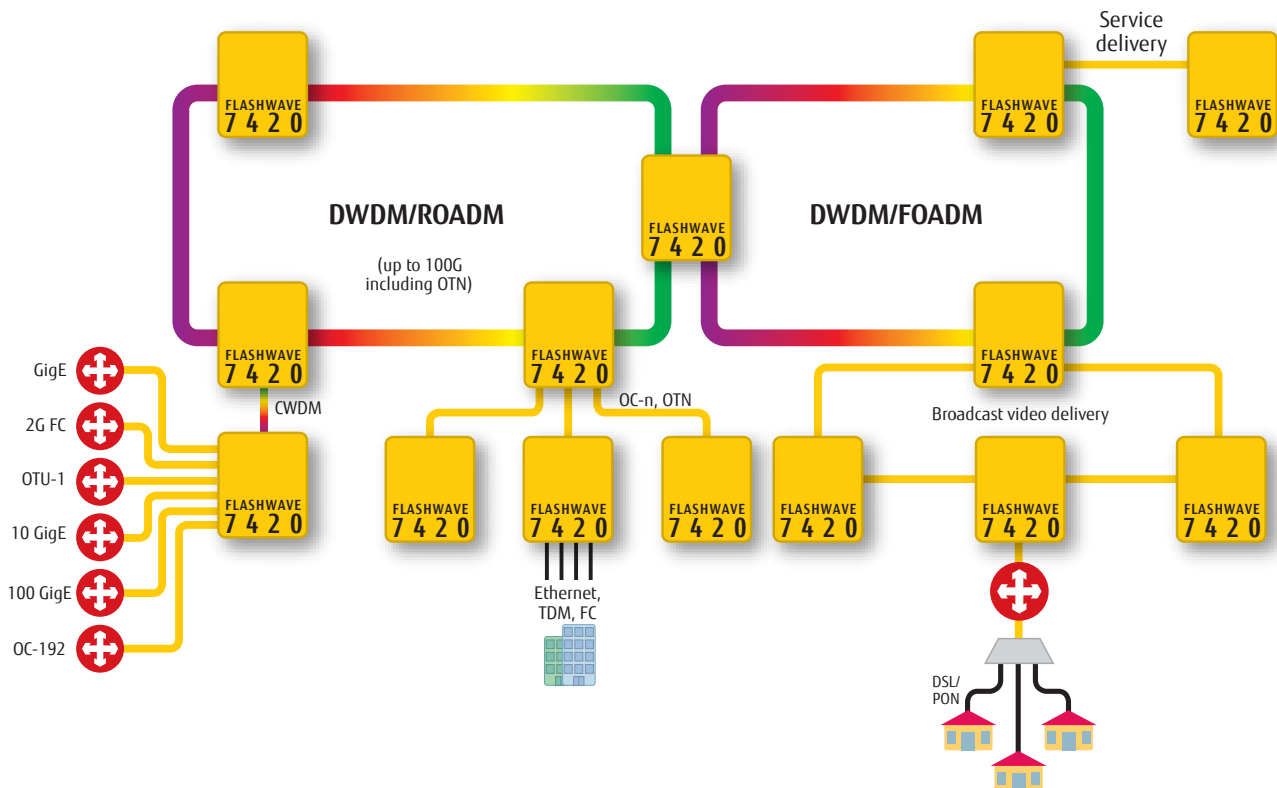 Service
delivery
FLASHWAVE
7420
FLASHWAVE
7420
FLASHWAVE
7420
DWDM/ROADM
DWDM/FOADM
FLASHWAVE
7420
(up to 100G
including OTN)
FLASHWAVE
7420
FLASHWAVE
7420
FLASHWAVE
7420
GigE
2G FC
OTU-1
10 GigE
100 GigE
OC-192
CWDM
OC-n, OTN
Broadcast video delivery
FLASHWAVE
7420
FLASHWAVE
7420
FLASHWAVE
7420
FLASHWAVE
7420
FLASHWAVE
7420
FLASHWAVE
7420
FLASHWAVE
7420
Ethernet,
TDM, FC
DSL/
PON